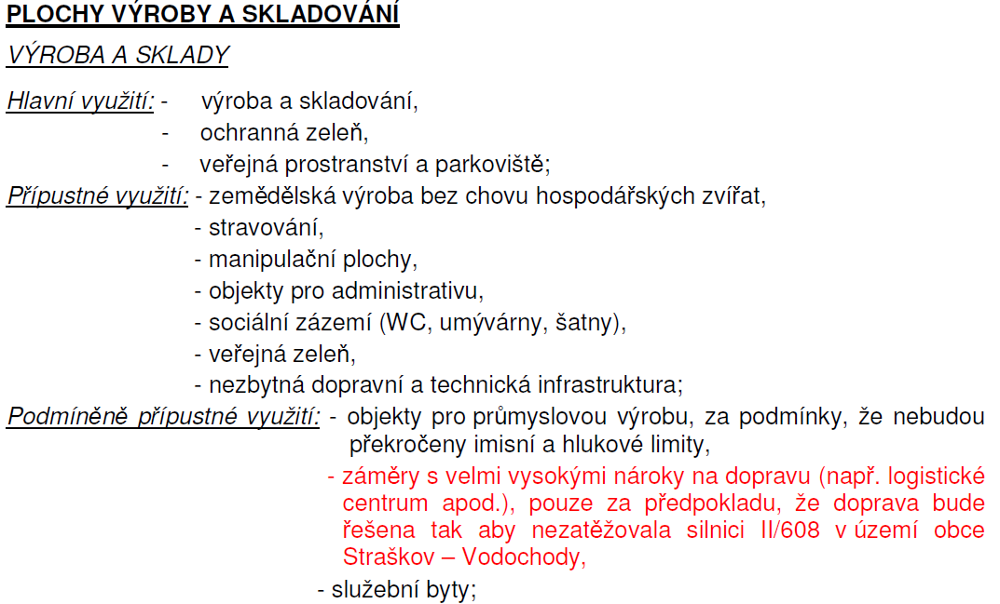 PLOCHY VÝROBY A SKLADOVÁNÍ
VÝROBA A SKLADY
Hlavní využití: - výroba a skladování,
- ochranná zeleň,
- veřejná prostranství a parkoviště;
Přípustné využití: - zemědělská výroba bez chovu hospodářských zvířat,
- stravování,
- manipulační plochy,
- objekty pro administrativu,
- sociální zázemí (WC, umývárny, šatny),
- veřejná zeleň,
- nezbytná dopravní a technická infrastruktura;
Podmíněně přípustné využití: - objekty pro průmyslovou výrobu, za podmínky, že nebudou
překročeny imisní a hlukové limity,
- záměry s velmi vysokými nároky na dopravu (např. logistické
centrum apod.), pouze za předpokladu, že doprava bude
řešena tak aby nezatěžovala silnici II/608 v území obce
Straškov – Vodochody,
- služební byty;